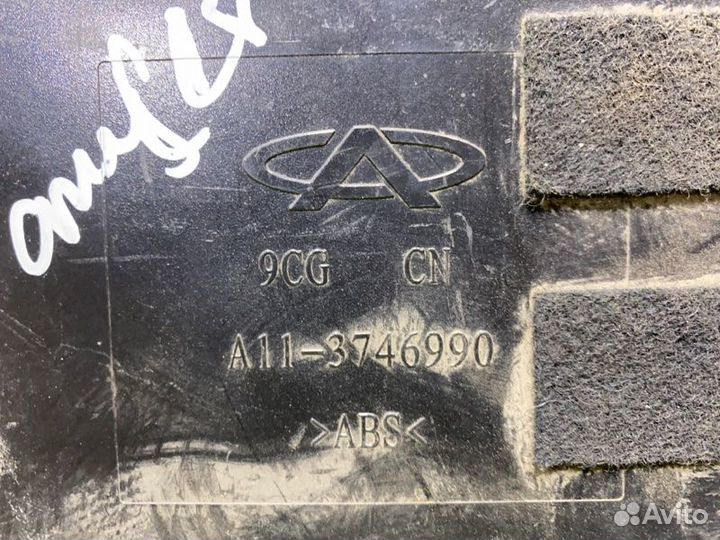 9CG CN
A11-3746990
>ABS<
Avito